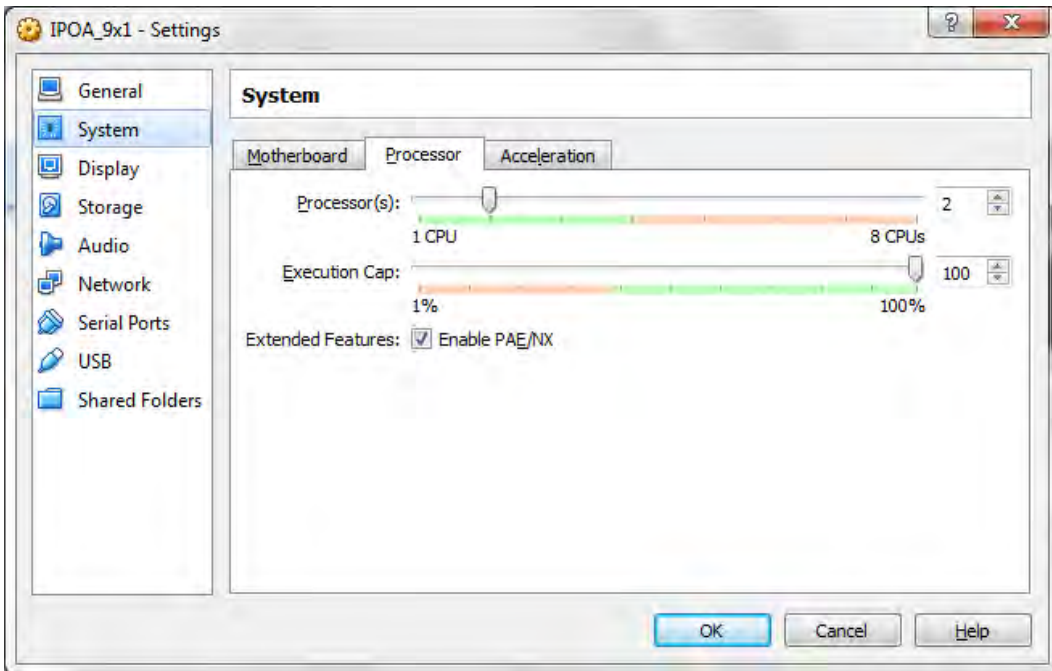 IPOA_9x1 - Settings
General
System
Display
Storage
Audio
Network
Serial Ports
USB
Shared Folders
System
Motherboard Processor Acceleration
Processor(s): 2
1 CPU 8 CPUs
Execution Cap: 100
1% 100%
Extended Features: Enable PAE/NX
OK Cancel Help